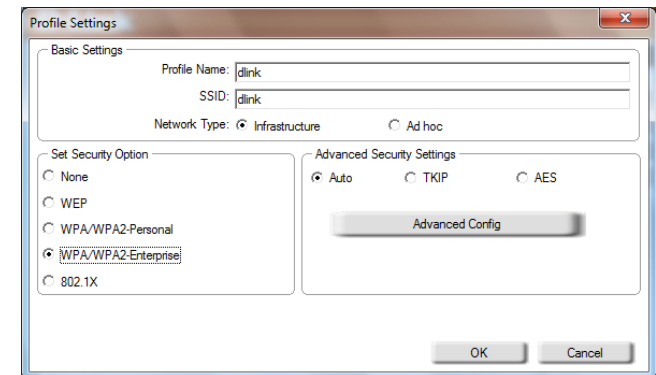 Profile Settings
Basic Settings
Profile Name: dlink
SSID: dlink
Network Type: Infrastructure Ad hoc
Set Security Option
None
WEP
WPA/WPA2-Personal
WPA/WPA2-Enterprise
802.1X
Advanced Security Settings
Auto TKIP AES
Advanced Config
OK Cancel